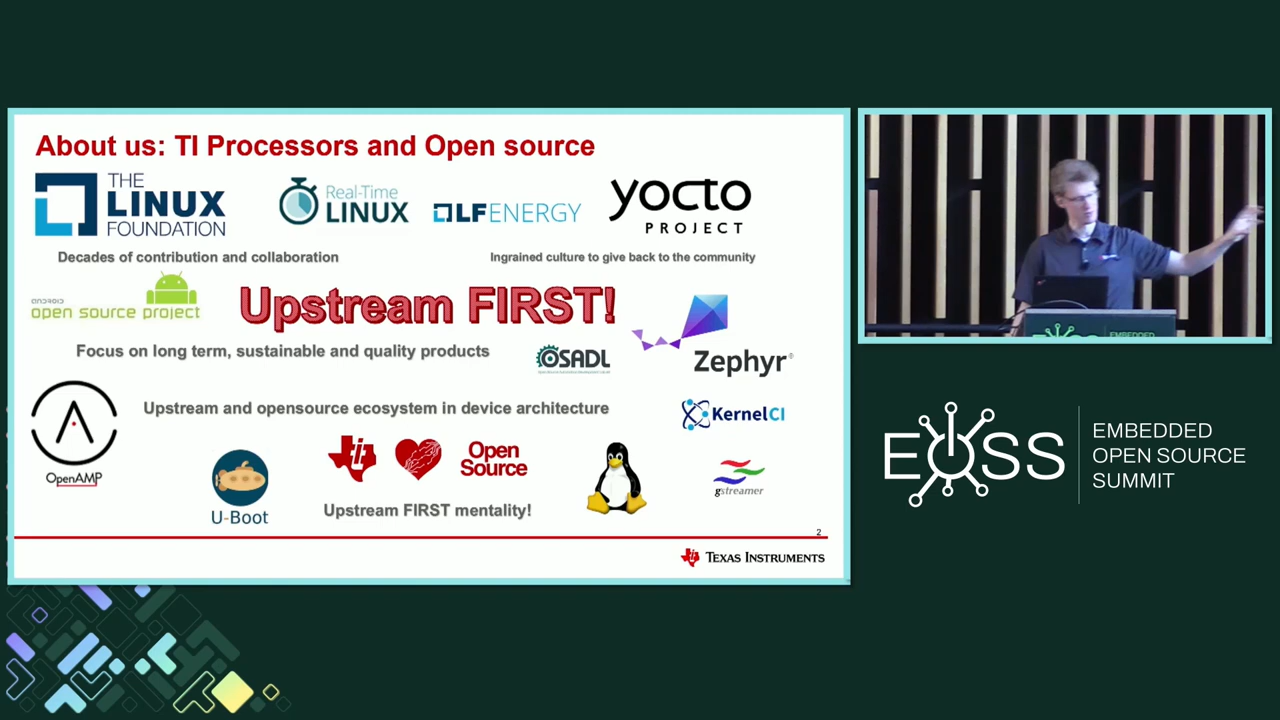 About us: TI Processors and Open source
THE
LINUX
FOUNDATION
Real-Time
LINUX
LFENERGY
yocto
PROJECT
Decades of contribution and collaboration
Ingrained culture to give back to the community
ANDROID
open source project
Upstream FIRST!
Focus on long term, sustainable and quality products
OSADL
Zephyr®
Upstream and opensource ecosystem in device architecture
KernelCI
OpenAMP
Open
Source
U-Boot
gstreamer
Upstream FIRST mentality!
2
TEXAS INSTRUMENTS
EMBEDDED
EOSS
EMBEDDED
OPEN SOURCE
SUMMIT